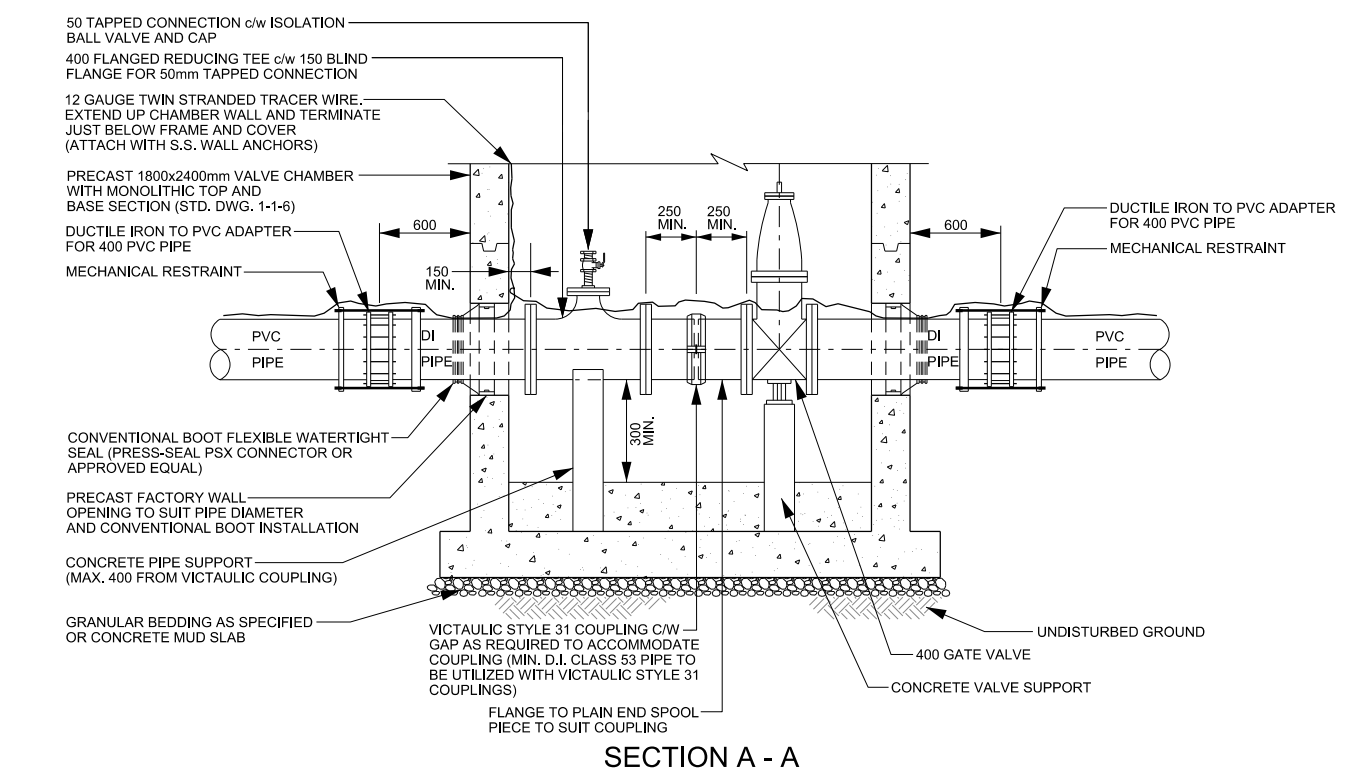 50 TAPPED CONNECTION c/w ISOLATION
BALL VALVE AND CAP
400 FLANGED REDUCING TEE c/w 150 BLIND
FLANGE FOR 50mm TAPPED CONNECTION
12 GAUGE TWIN STRANDED TRACER WIRE.
EXTEND UP CHAMBER WALL AND TERMINATE
JUST BELOW FRAME AND COVER
(ATTACH WITH S.S. WALL ANCHORS)
PRECAST 1800x2400mm VALVE CHAMBER
WITH MONOLITHIC TOP AND
BASE SECTION (STD. DWG. 1-1-6)
DUCTILE IRON TO PVC ADAPTER
FOR 400 PVC PIPE
MECHANICAL RESTRAINT
600
150
MIN.
250
MIN.
250
MIN.
600
DUCTILE IRON TO PVC ADAPTER
FOR 400 PVC PIPE
MECHANICAL RESTRAINT
PVC
PIPE
DI
PIPE
DI
PIPE
PVC
PIPE
300
MIN.
CONVENTIONAL BOOT FLEXIBLE WATERTIGHT
SEAL (PRESS-SEAL PSX CONNECTOR OR
APPROVED EQUAL)
PRECAST FACTORY WALL
OPENING TO SUIT PIPE DIAMETER
AND CONVENTIONAL BOOT INSTALLATION
CONCRETE PIPE SUPPORT
(MAX. 400 FROM VICTAULIC COUPLING)
GRANULAR BEDDING AS SPECIFIED
OR CONCRETE MUD SLAB
VICTAULIC STYLE 31 COUPLING C/W
GAP AS REQUIRED TO ACCOMMODATE
COUPLING (MIN. D.I. CLASS 53 PIPE TO
BE UTILIZED WITH VICTAULIC STYLE 31
COUPLINGS)
FLANGE TO PLAIN END SPOOL
PIECE TO SUIT COUPLING
UNDISTURBED GROUND
400 GATE VALVE
CONCRETE VALVE SUPPORT
SECTION A - A